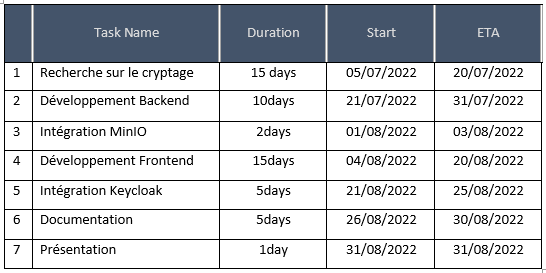 Task Name Duration Start ETA
1 Recherche sur le cryptage 15 days 05/07/2022 20/07/2022
2 Développement Backend 10days 21/07/2022 31/07/2022
3 Intégration MinIO 2days 01/08/2022 03/08/2022
4 Développement Frontend 15days 04/08/2022 20/08/2022
5 Intégration Keycloak 5days 21/08/2022 25/08/2022
6 Documentation 5days 26/08/2022 30/08/2022
7 Présentation 1day 31/08/2022 31/08/2022